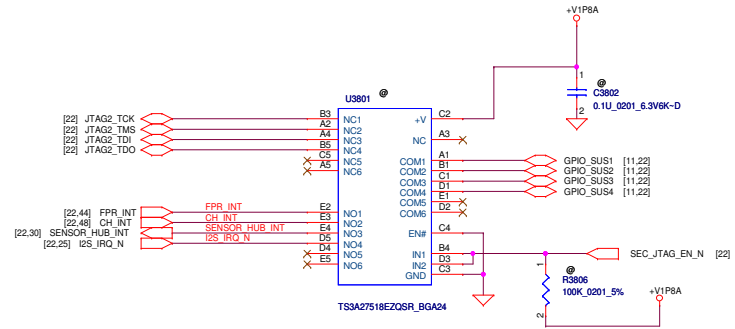 +V1P8A
U3801 @
1 @
C3802
0.1U_0201_6.3V6K~D
2
[22] JTAG2_TCK B3 NC1 +V C2
[22] JTAG2_TMS A2 NC2
[22] JTAG2_TDI A4 NC3 NC A3
[22] JTAG2_TDO B5 NC4
C5 NC5 COM1 A1 GPIO_SUS1 [11,22]
A5 NC6 COM2 B1 GPIO_SUS2 [11,22]
COM3 C1 GPIO_SUS3 [11,22]
COM4 D1 GPIO_SUS4 [11,22]
COM5 E1
[22,44] FPR_INT FPR_INT E2 NO1 COM6 D2
[22,48] CH_INT CH_INT E3 NO2
[22,30] SENSOR_HUB_INT SENSOR_HUB_INT E4 NO3 EN# C4
[22,25] I2S_IRQ_N I2S_IRQ_N D5 NO4
D4 NO5 IN1 B4 SEC_JTAG_EN_N [22]
E5 NO6 IN2 D3
GND C3
1 @
R3806
100K_0201_5%
2
+V1P8A
TS3A27518EZQSR_BGA24